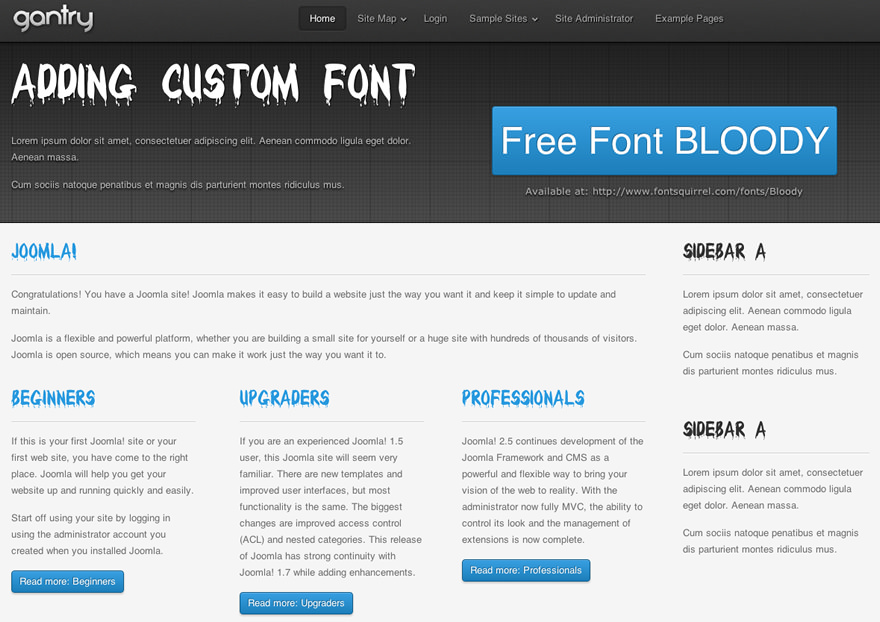 gantry
Home Site Map Login Sample Sites Site Administrator Example Pages
ADDING CUSTOM FONT
Lorem ipsum dolor sit amet, consectetuer adipiscing elit. Aenean commodo ligula eget dolor.
Aenean massa.
Cum sociis natoque penatibus et magnis dis parturient montes ridiculus mus.
Free Font BLOODY
Available at: http://www.fontsquirrel.com/fonts/Bloody
JOOMLA!
Congratulations! You have a Joomla site! Joomla makes it easy to build a website just the way you want it and keep it simple to update and
maintain.
Joomla is a flexible and powerful platform, whether you are building a small site for yourself or a huge site with hundreds of thousands of visitors.
Joomla is open source, which means you can make it work just the way you want it to.
BEGINNERS
If this is your first Joomla! site or your
first web site, you have come to the right
place. Joomla will help you get your
website up and running quickly and easily.
Start off using your site by logging in
using the administrator account you
created when you installed Joomla.
Read more: Beginners
UPGRADERS
If you are an experienced Joomla! 1.5
user, this Joomla site will seem very
familiar. There are new templates and
improved user interfaces, but most
functionality is the same. The biggest
changes are improved access control
(ACL) and nested categories. This release
of Joomla has strong continuity with
Joomla! 1.7 while adding enhancements.
Read more: Upgraders
PROFESSIONALS
Joomla! 2.5 continues development of the
Joomla Framework and CMS as a
powerful and flexible way to bring your
vision of the web to reality. With the
administrator now fully MVC, the ability to
control its look and the management of
extensions is now complete.
Read more: Professionals
SIDEBAR A
Lorem ipsum dolor sit amet, consectetuer
adipiscing elit. Aenean commodo ligula
eget dolor. Aenean massa.
Cum sociis natoque penatibus et magnis
dis parturient montes ridiculus mus.
SIDEBAR A
Lorem ipsum dolor sit amet, consectetuer
adipiscing elit. Aenean commodo ligula
eget dolor. Aenean massa.
Cum sociis natoque penatibus et magnis
dis parturient montes ridiculus mus.